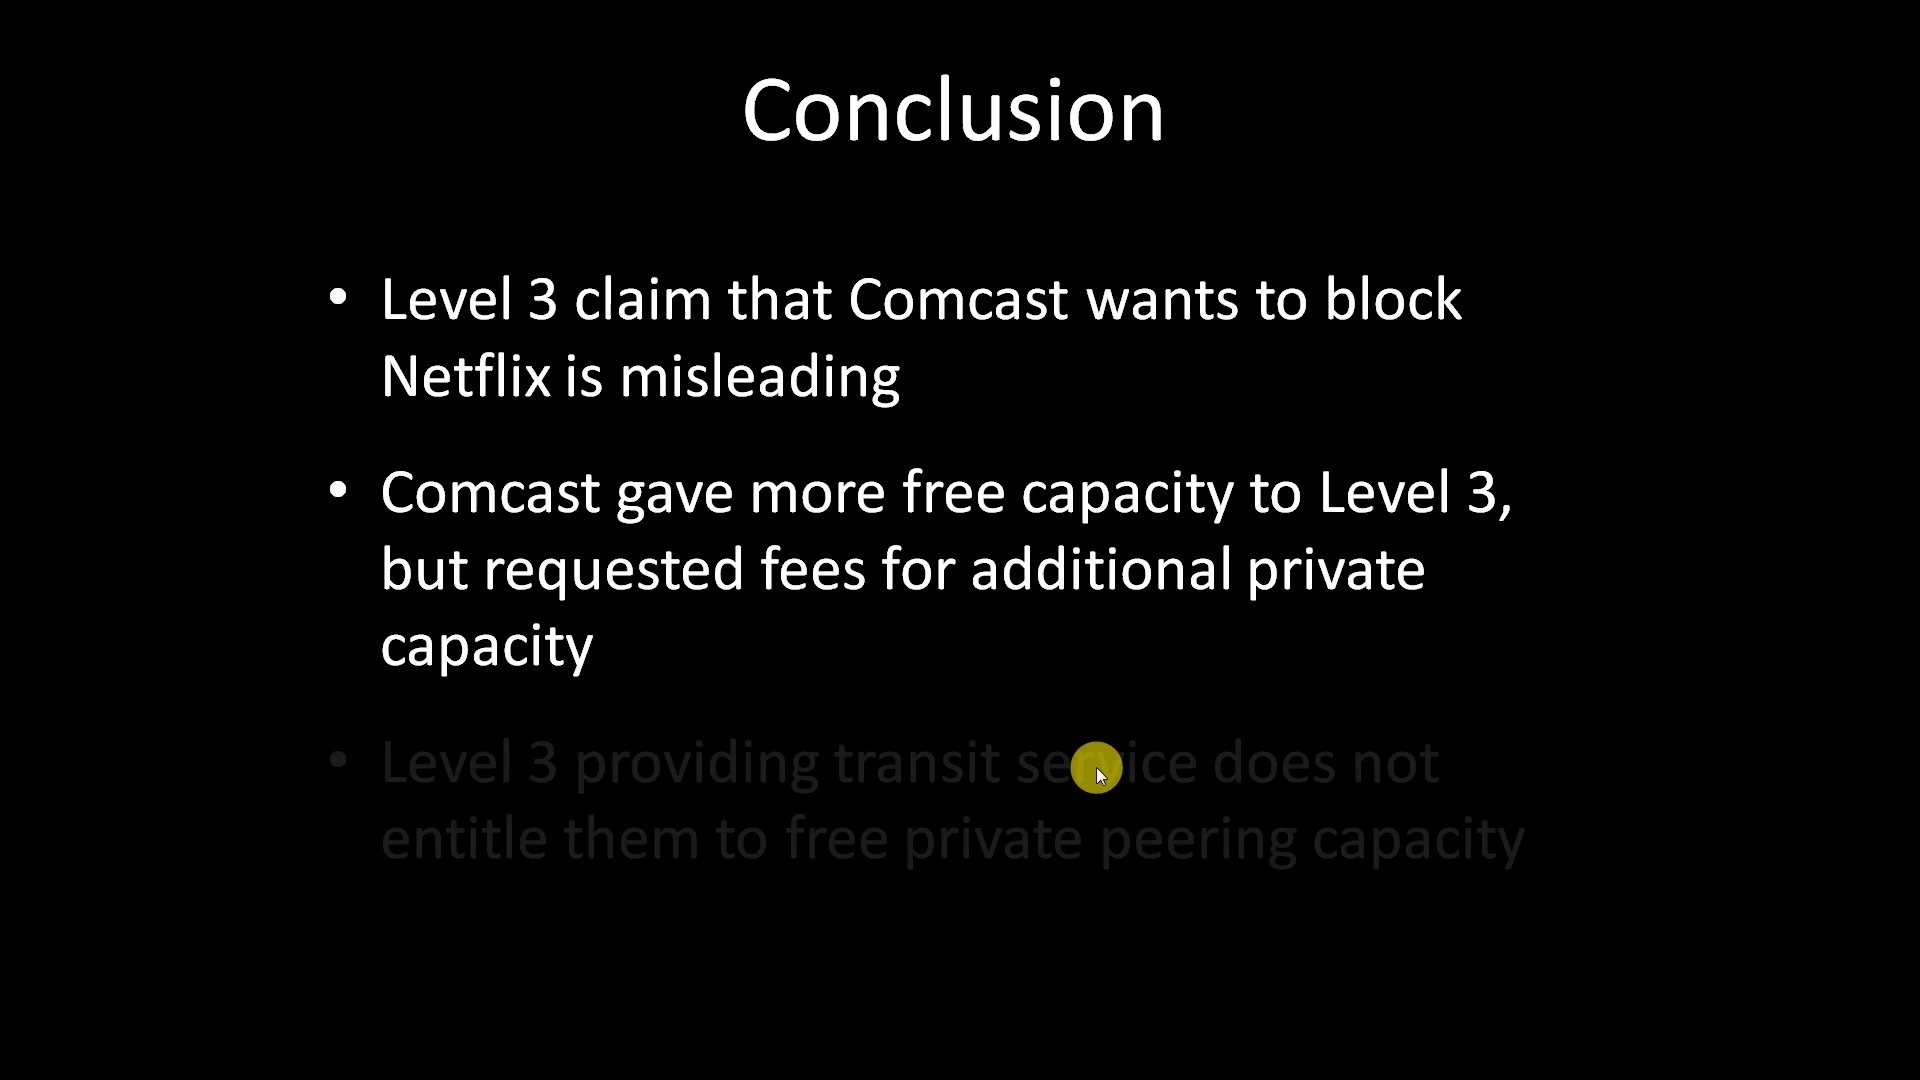 Conclusion
• Level 3 claim that Comcast wants to block
Netflix is misleading
• Comcast gave more free capacity to Level 3,
but requested fees for additional private
capacity
• Level 3 providing transit service does not
entitle them to free private peering capacity